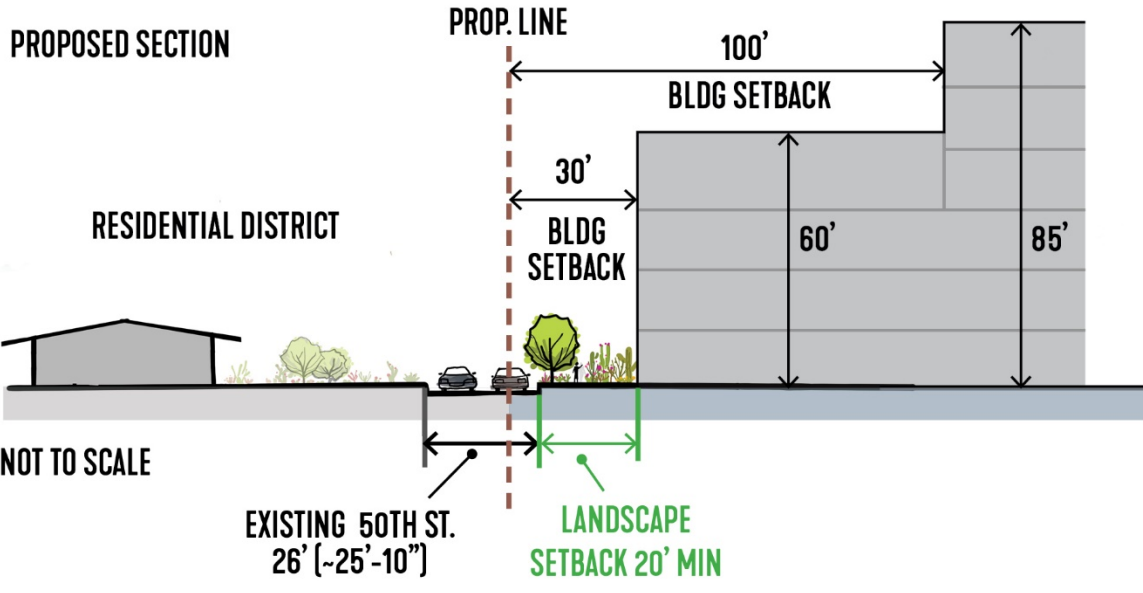 PROPOSED SECTION
PROP. LINE
100’
BLDG SETBACK
30’
BLDG
SETBACK
RESIDENTIAL DISTRICT
60’
85’
NOT TO SCALE
EXISTING 50TH ST.
26’ (~25’-10”)
LANDSCAPE
SETBACK 20’ MIN